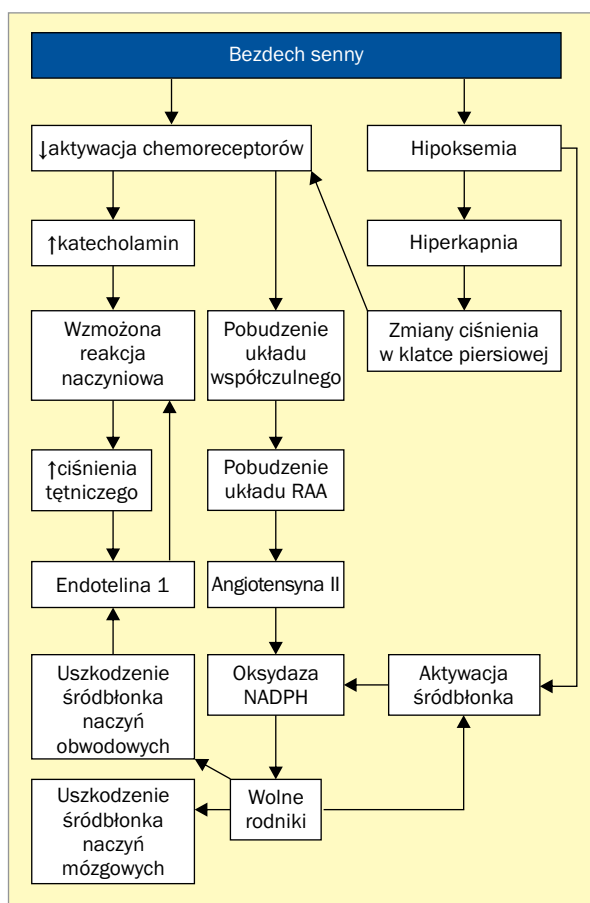 Bezdech senny
↓aktywacja chemoreceptorów
Hipoksemia
↑katecholamin
Hiperkapnia
Wzmożona
reakcja
naczyniowa
Pobudzenie
układu
współczulnego
Zmiany ciśnienia
w klatce piersiowej
↑ciśnienia
tętniczego
Pobudzenie
układu RAA
Endotelina 1
Angiotensyna II
Uszkodzenie
śródbłonka
naczyń
obwodowych
Oksydaza
NADPH
Aktywacja
śródbłonka
Uszkodzenie
śródbłonka
naczyń
mózgowych
Wolne
rodniki